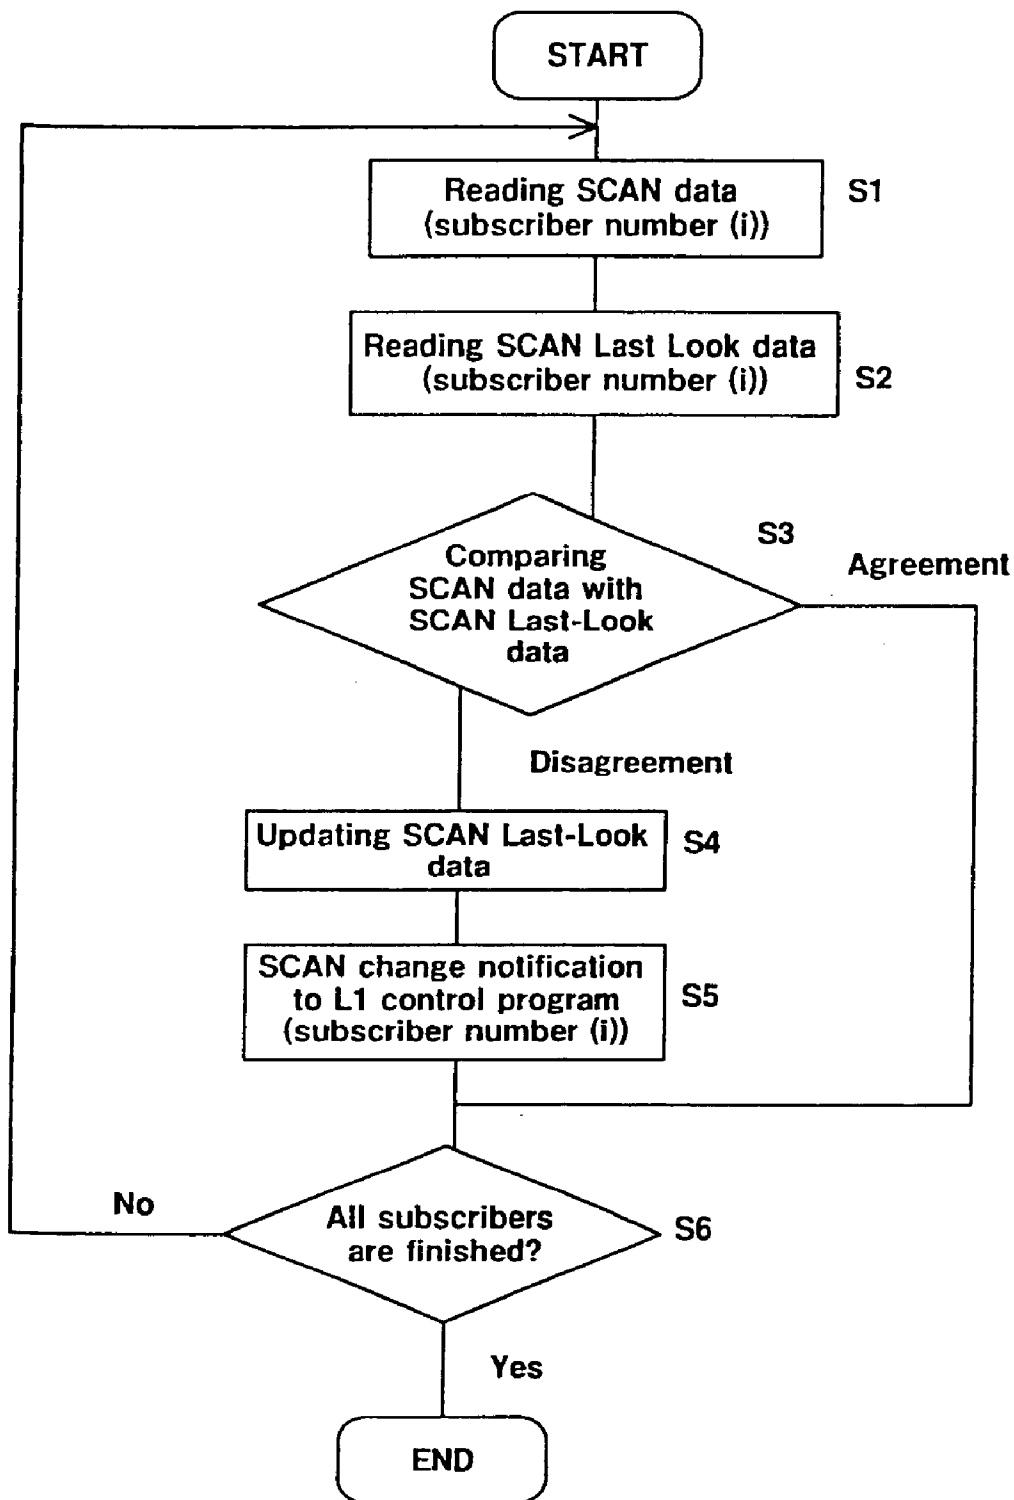 START
Reading SCAN data
(subscriber number (i))
S1
Reading SCAN Last Look data
(subscriber number (i))
S2
Comparing
SCAN data with
SCAN Last-Look
data
S3
Agreement
Disagreement
Updating SCAN Last-Look
data
S4
SCAN change notification
to L1 control program
(subscriber number (i))
S5
No
All subscribers
are finished?
S6
Yes
END